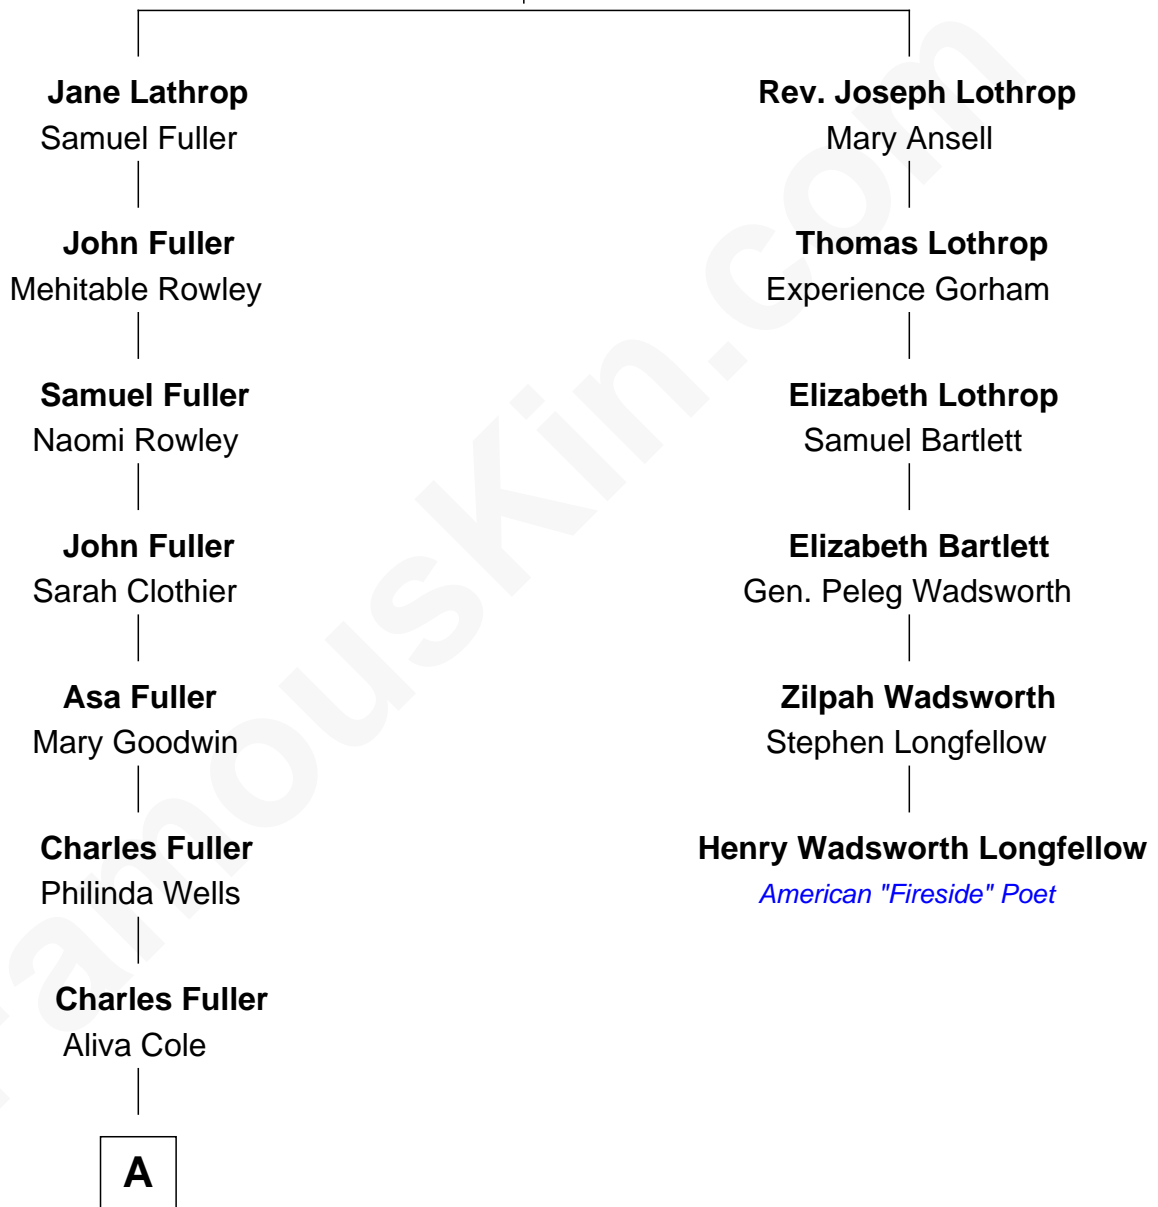 Jane Lathrop
Samuel Fuller
John Fuller
Mehitable Rowley
Samuel Fuller
Naomi Rowley
John Fuller
Sarah Clothier
Asa Fuller
Mary Goodwin
Charles Fuller
Philinda Wells
Charles Fuller
Aliva Cole
A
Rev. Joseph Lothrop
Mary Ansell
Thomas Lothrop
Experience Gorham
Elizabeth Lothrop
Samuel Bartlett
Elizabeth Bartlett
Gen. Peleg Wadsworth
Zilpah Wadsworth
Stephen Longfellow
Henry Wadsworth Longfellow
American "Fireside" Poet
FamousKin.com